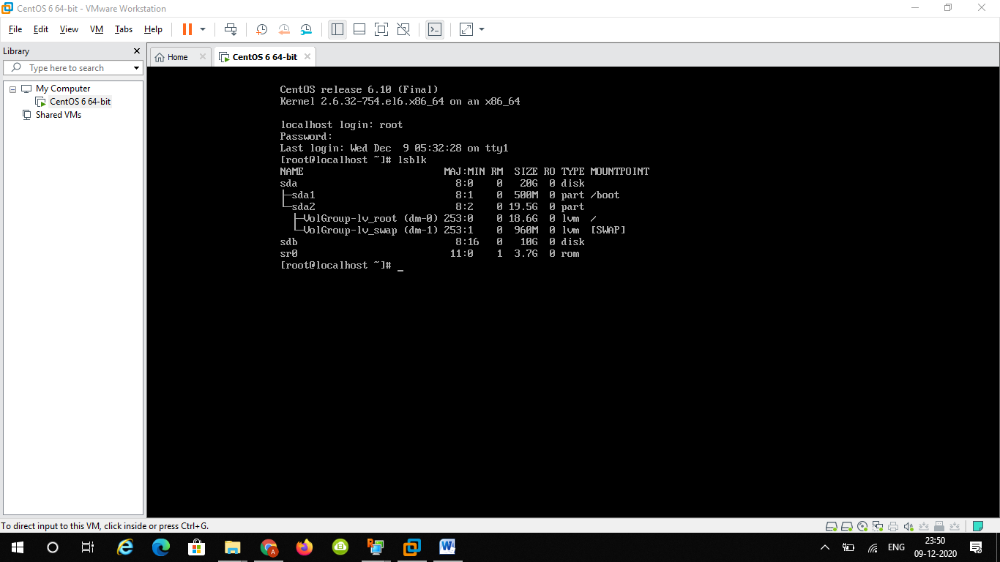 CentOS 6 64-bit - VMware Workstation
File Edit View VM Tabs Help
Library
Type here to search
My Computer
CentOS 6 64-bit
Shared VMs
Home
CentOS 6 64-bit
CentOS release 6.10 (Final)
Kernel 2.6.32-754.el6.x86_64 on an x86_64
localhost login: root
Password:
Last login: Wed Dec  9 05:32:28 on tty1
[root@localhost ~]# lsblk
NAME                        MAJ:MIN RM  SIZE RO TYPE MOUNTPOINT
sda                           8:0    0   20G  0 disk
├─sda1                        8:1    0  500M  0 part /boot
└─sda2                        8:2    0 19.5G  0 part
  ├─VolGroup-lv_root (dm-0) 253:0    0 18.6G  0 lvm  /
  └─VolGroup-lv_swap (dm-1) 253:1    0  960M  0 lvm  [SWAP]
sdb                           8:16   0   10G  0 disk
sr0                          11:0    1  3.7G  0 rom
[root@localhost ~]# _
To direct input to this VM, click inside or press Ctrl+G.
ENG
23:50
09-12-2020